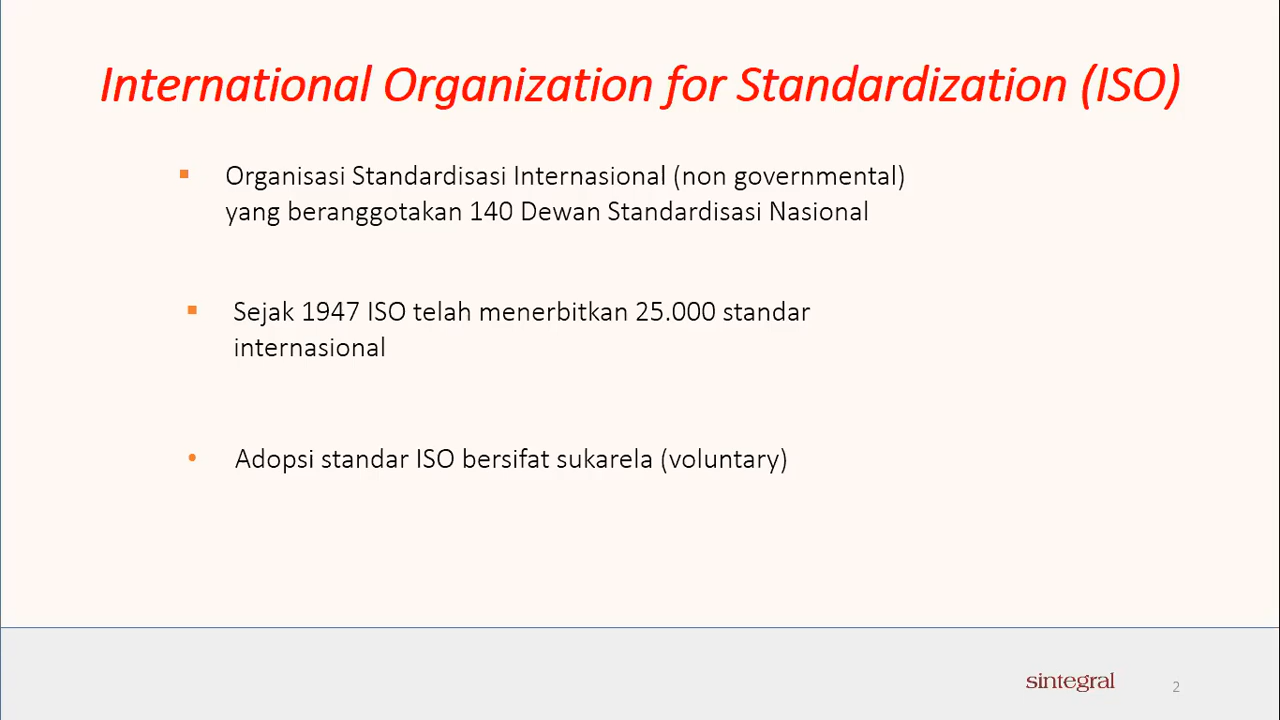 International Organization for Standardization (ISO)
▪ Organisasi Standardisasi Internasional (non governmental)
yang beranggotakan 140 Dewan Standardisasi Nasional
▪ Sejak 1947 ISO telah menerbitkan 25.000 standar
internasional
• Adopsi standar ISO bersifat sukarela (voluntary)
sintegral
2